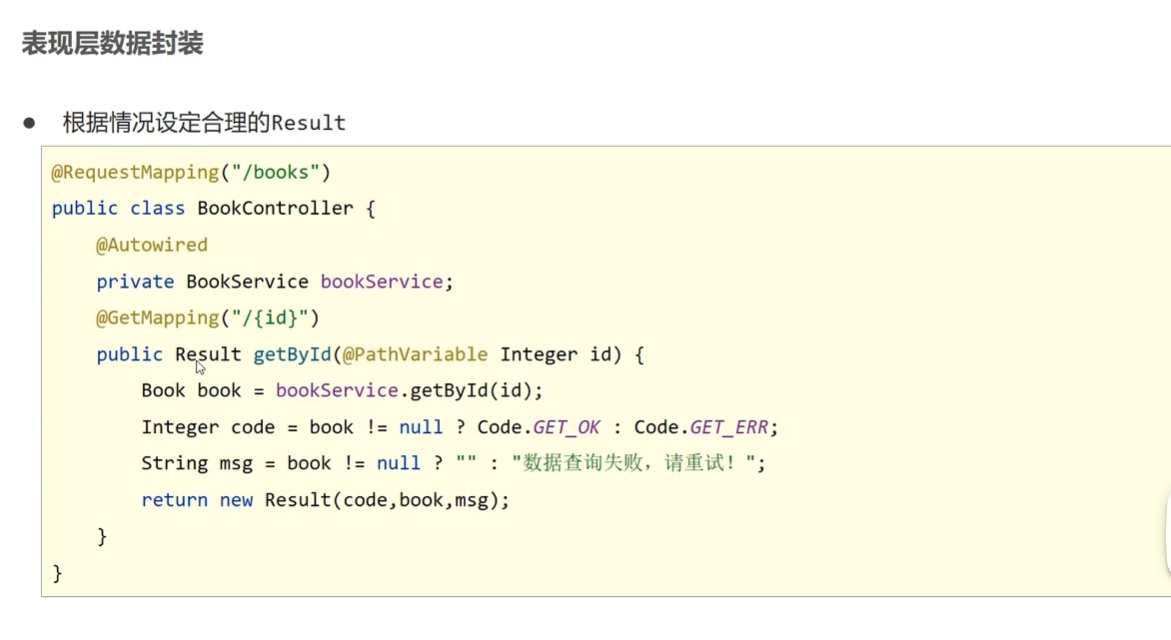 表现层数据封装
● 根据情况设定合理的Result
@RequestMapping("/books")
public class BookController {
    @Autowired
    private BookService bookService;
    @GetMapping("/{id}")
    public Result getById(@PathVariable Integer id) {
        Book book = bookService.getById(id);
        Integer code = book != null ? Code.GET_OK : Code.GET_ERR;
        String msg = book != null ? "" : "数据查询失败，请重试！";
        return new Result(code,book,msg);
    }
}